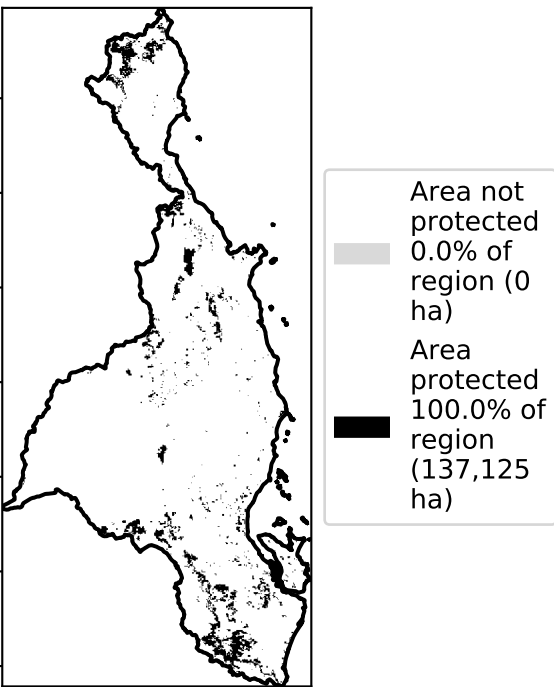 Area not
protected
0.0% of
region (0
ha)
Area
protected
100.0% of
region
(137,125
ha)